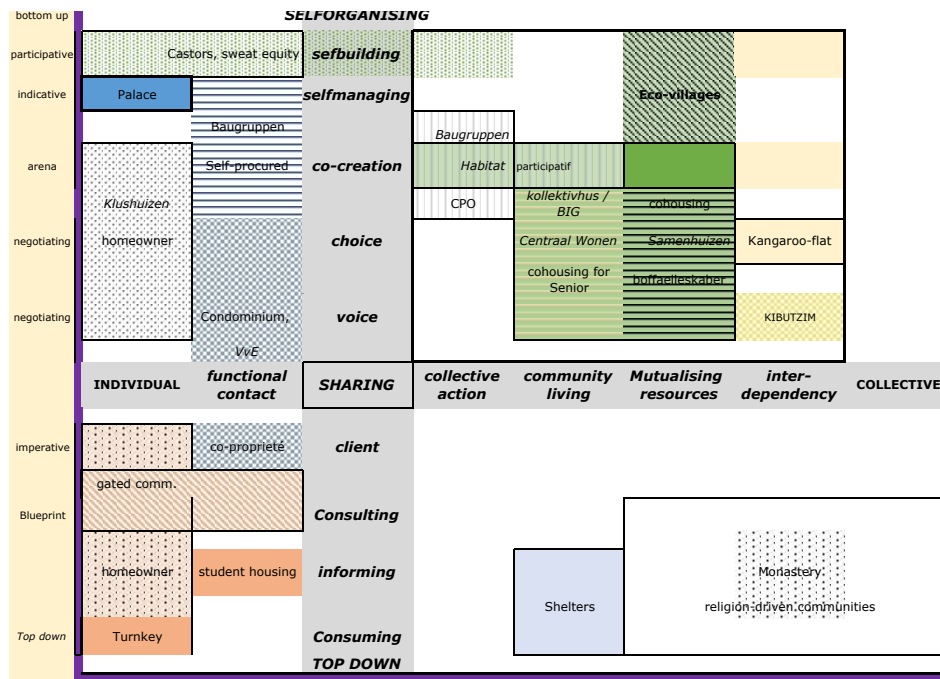 SELFORGANISING
bottom up
participative
Castors, sweat equity
sefbuilding
indicative
Palace
selfmanaging
Eco-villages
Baugruppen
Baugruppen
arena
Self-procured
co-creation
Habitat
participatif
Klushuizen
CPO
kollektivhus /
BIG
cohousing
negotiating
homeowner
choice
Centraal Wonen
Samenhuizen
Kangaroo-flat
cohousing for
Senior
boffaelleskaber
negotiating
Condominium,
VvE
voice
KIBUTZIM
INDIVIDUAL
functional
contact
SHARING
collective
action
community
living
Mutualising
resources
inter-
dependency
COLLECTIVE
imperative
co-proprieté
client
gated comm.
Blueprint
Consulting
homeowner
student housing
informing
Monastery
Shelters
religion-driven communities
Top down
Turnkey
Consuming
TOP DOWN